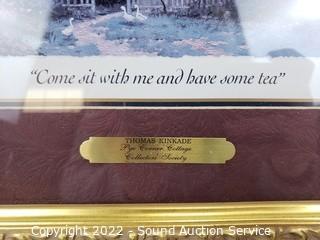 "Come sit with me and have some tea"
THOMAS KINKADE
Pye Corner Cottage
Collectors' Society
Copyright 2022 - Sound Auction Service